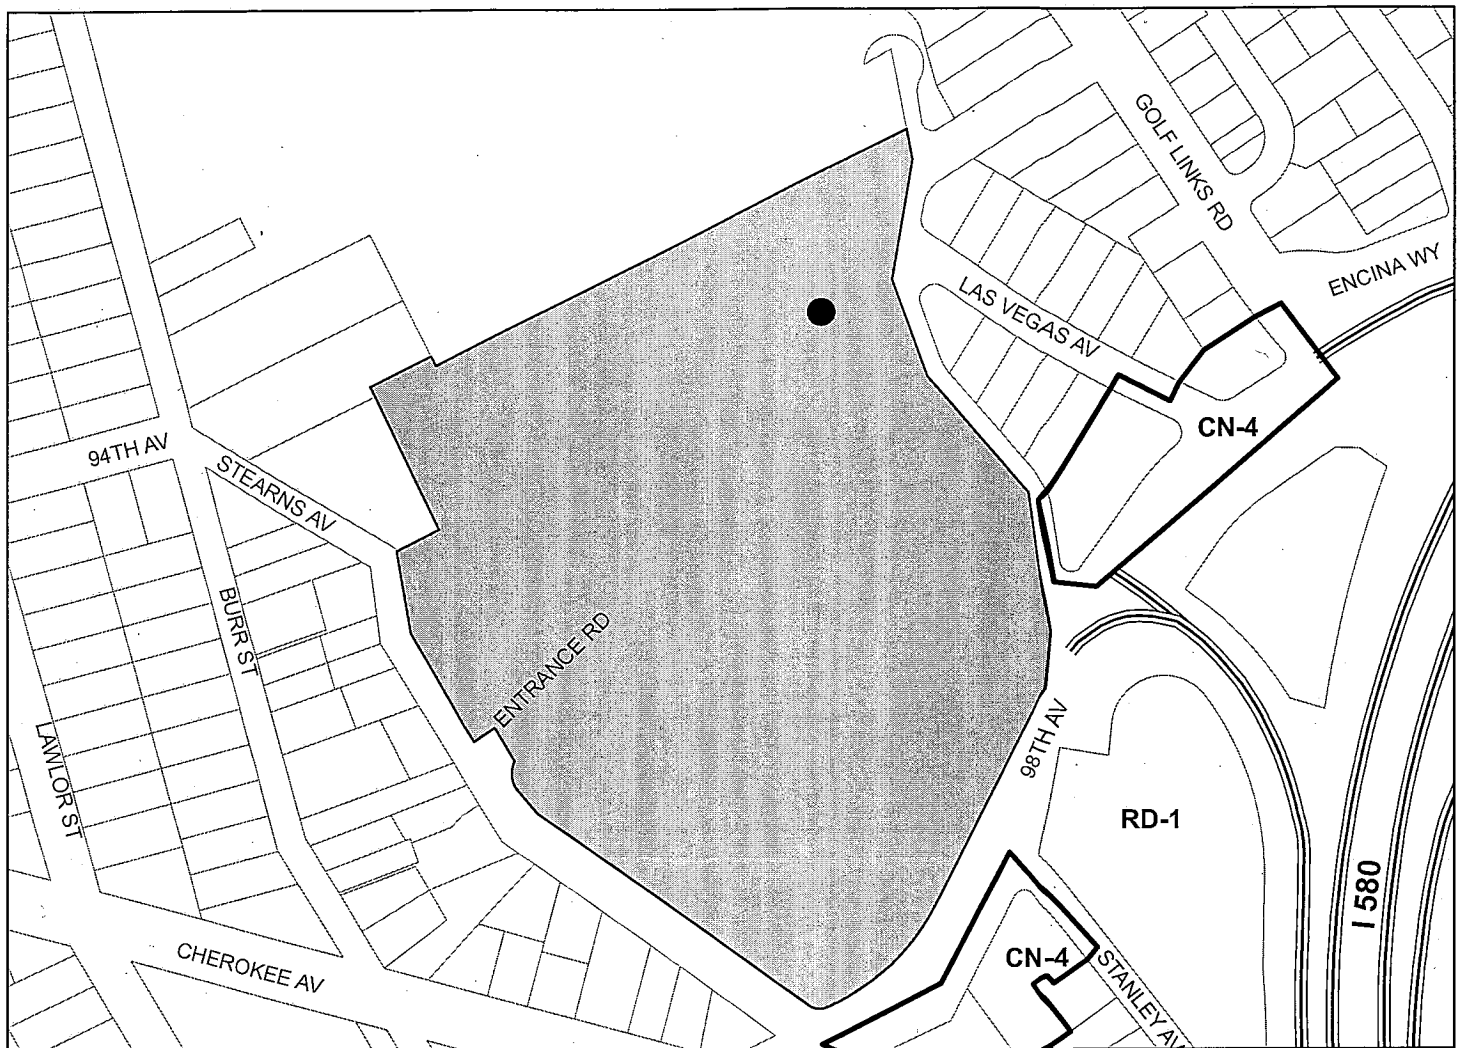 GOLF LINKS RD
ENCINA WY
LAS VEGAS AV
CN-4
94TH AV
STEARNS AV
BURR ST
ENTRANCE RD
LAWLOR ST
98TH AV
RD-1
I 580
CHEROKEE AV
CN-4
STANLEY AV